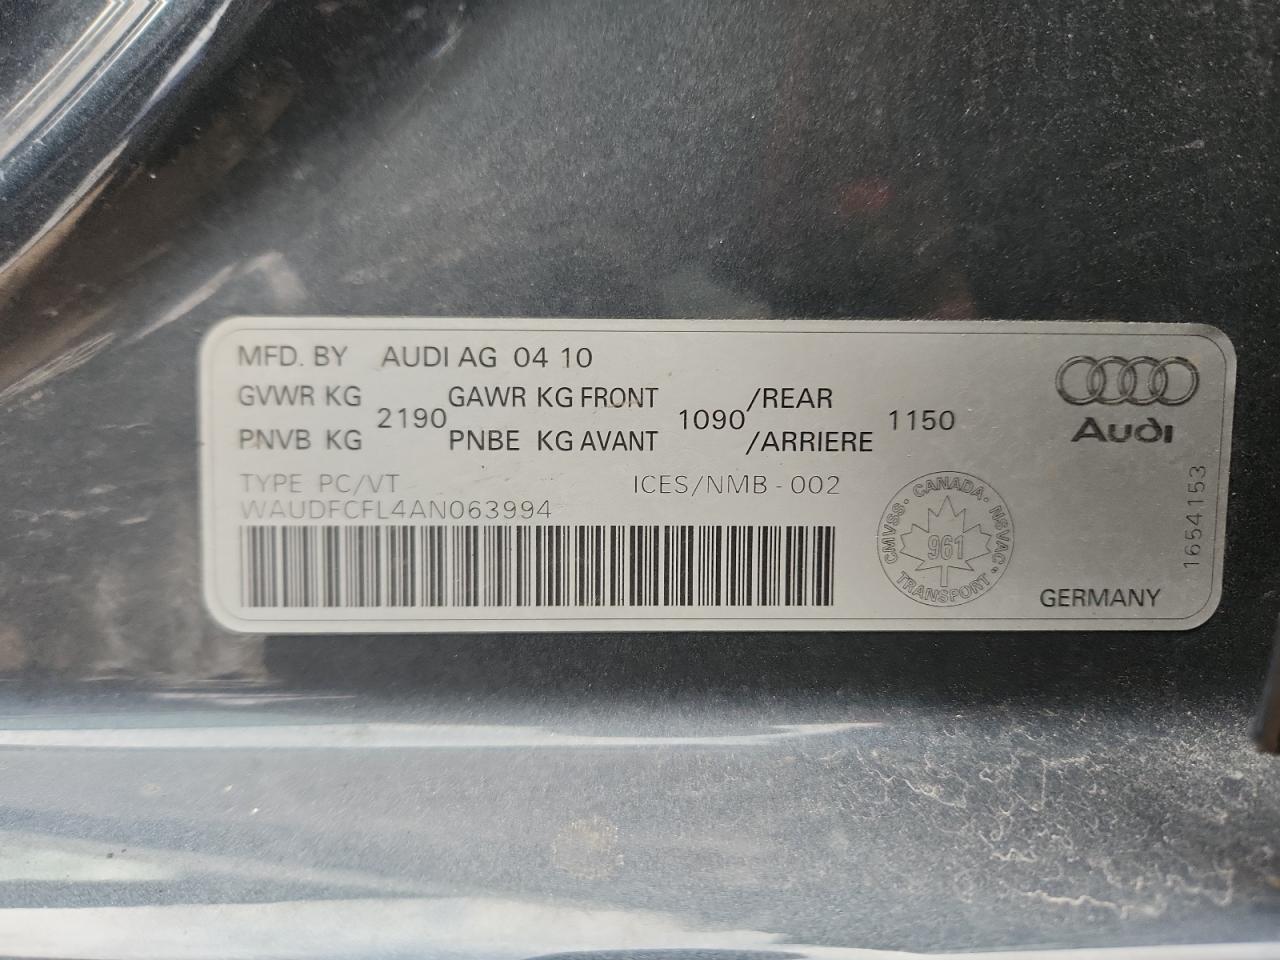 MFD. BY AUDI AG 04 10
GVWR KG 2190 GAWR KG FRONT 1090 /REAR 1150
PNVB KG PNBE KG AVANT /ARRIERE
Audi
TYPE PC/VT ICES/NMB - 002
WAUDFCFL4AN063994
CMVSS · CANADA · NSVAC · TRANSPORT
961
GERMANY
1654153